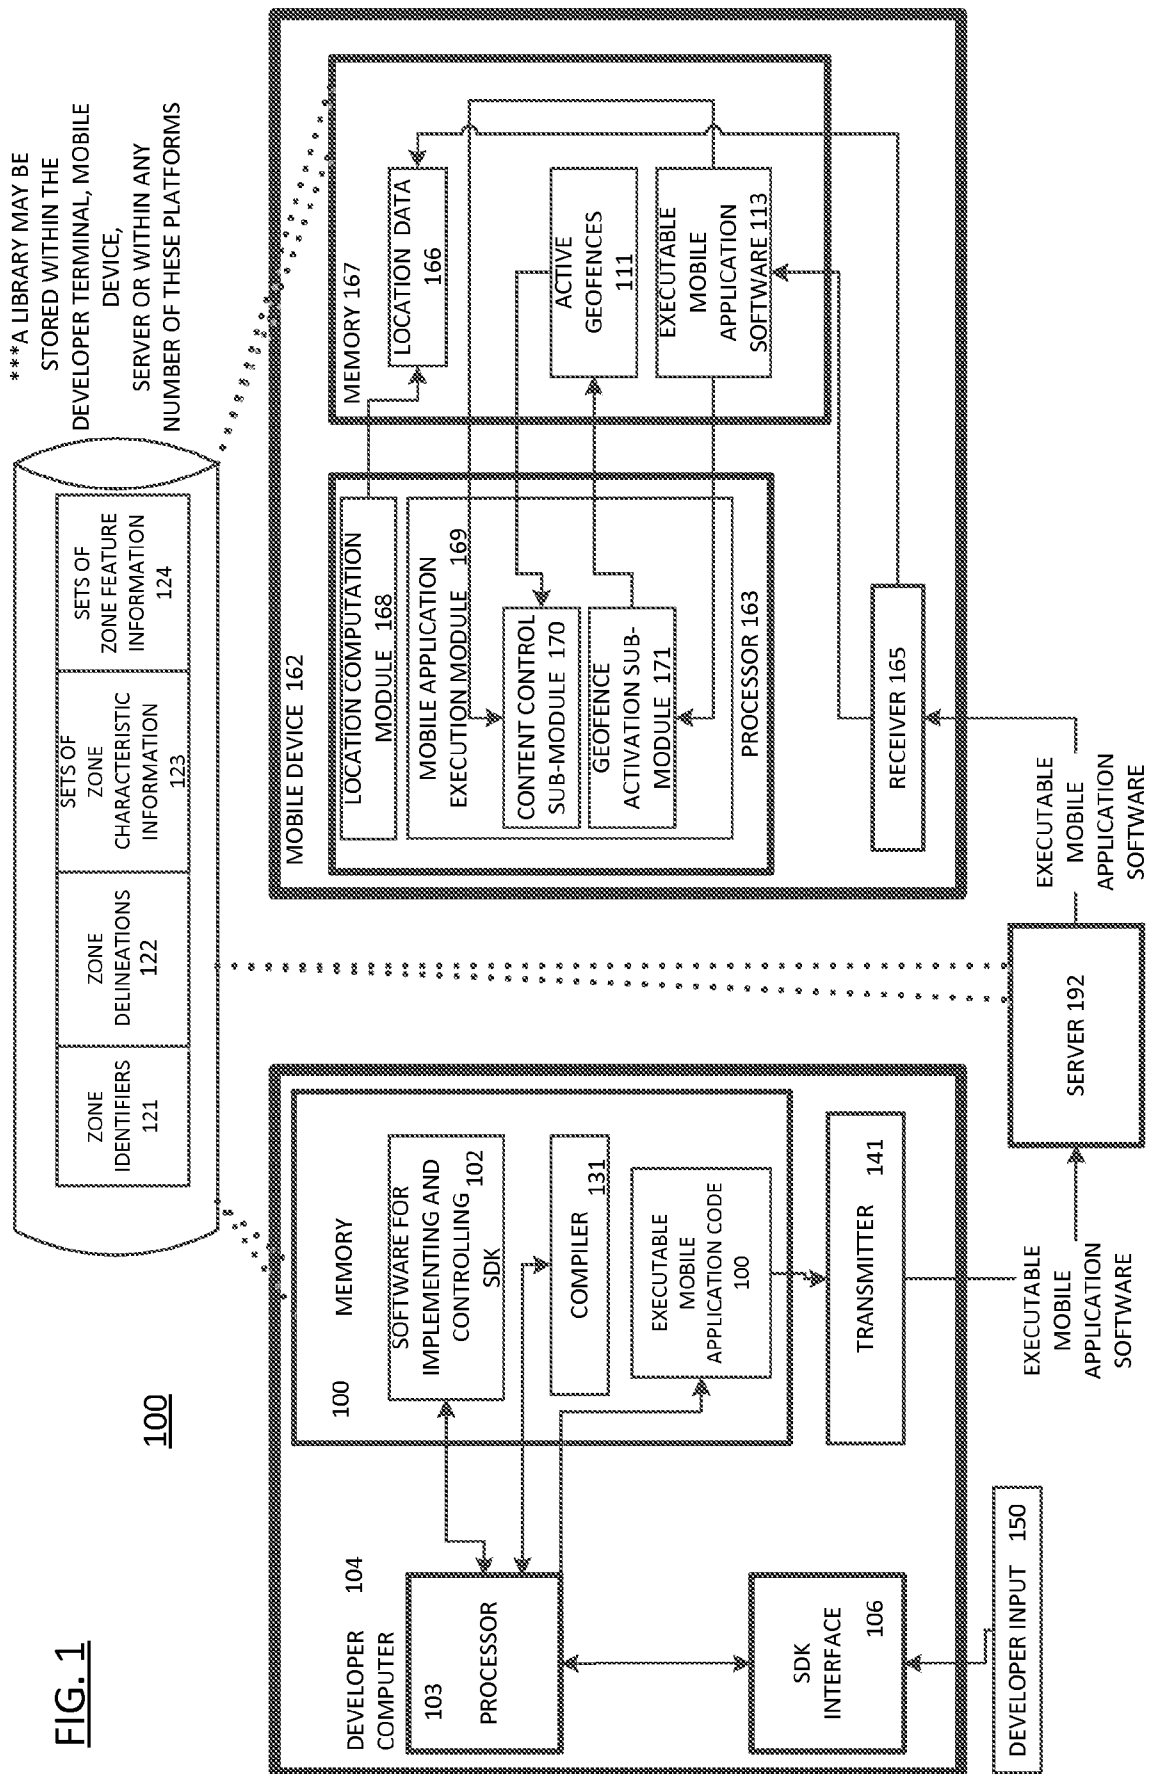 FIG. 1
100
***A LIBRARY MAY BE
STORED WITHIN THE
DEVELOPER TERMINAL, MOBILE
DEVICE,
SERVER OR WITHIN ANY
NUMBER OF THESE PLATFORMS
ZONE
IDENTIFIERS
121
ZONE
DELINEATIONS
122
SETS OF
ZONE
CHARACTERISTIC
INFORMATION
123
SETS OF
ZONE FEATURE
INFORMATION
124
DEVELOPER 104
COMPUTER
103
PROCESSOR
SDK
INTERFACE
106
DEVELOPER INPUT 150
100 MEMORY
SOFTWARE FOR
IMPLEMENTING AND
CONTROLLING 102
SDK
COMPILER
131
EXECUTABLE
MOBILE
APPLICATION CODE
100
TRANSMITTER 141
EXECUTABLE
MOBILE
APPLICATION
SOFTWARE
SERVER 192
EXECUTABLE
MOBILE
APPLICATION
SOFTWARE
MOBILE DEVICE 162
LOCATION COMPUTATION
MODULE 168
MOBILE APPLICATION
EXECUTION MODULE 169
CONTENT CONTROL
SUB-MODULE 170
GEOFENCE
ACTIVATION SUB-
MODULE 171
PROCESSOR 163
RECEIVER 165
MEMORY 167
LOCATION DATA
166
ACTIVE
GEOFENCES
111
EXECUTABLE
MOBILE
APPLICATION
SOFTWARE 113